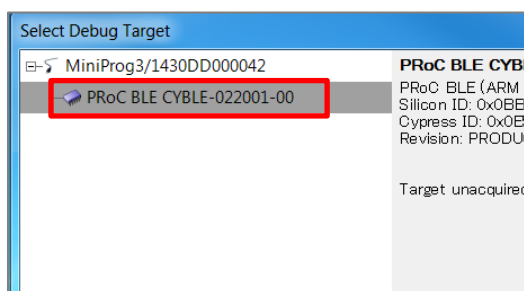 Select Debug Target
MiniProg3/1430DD000042
PRoC BLE CYBLE-022001-00
PRoC BLE CYB
PRoC BLE (ARM
Silicon ID: 0x0BB
Cypress ID: 0x0E
Revision: PRODU
Target unacquired